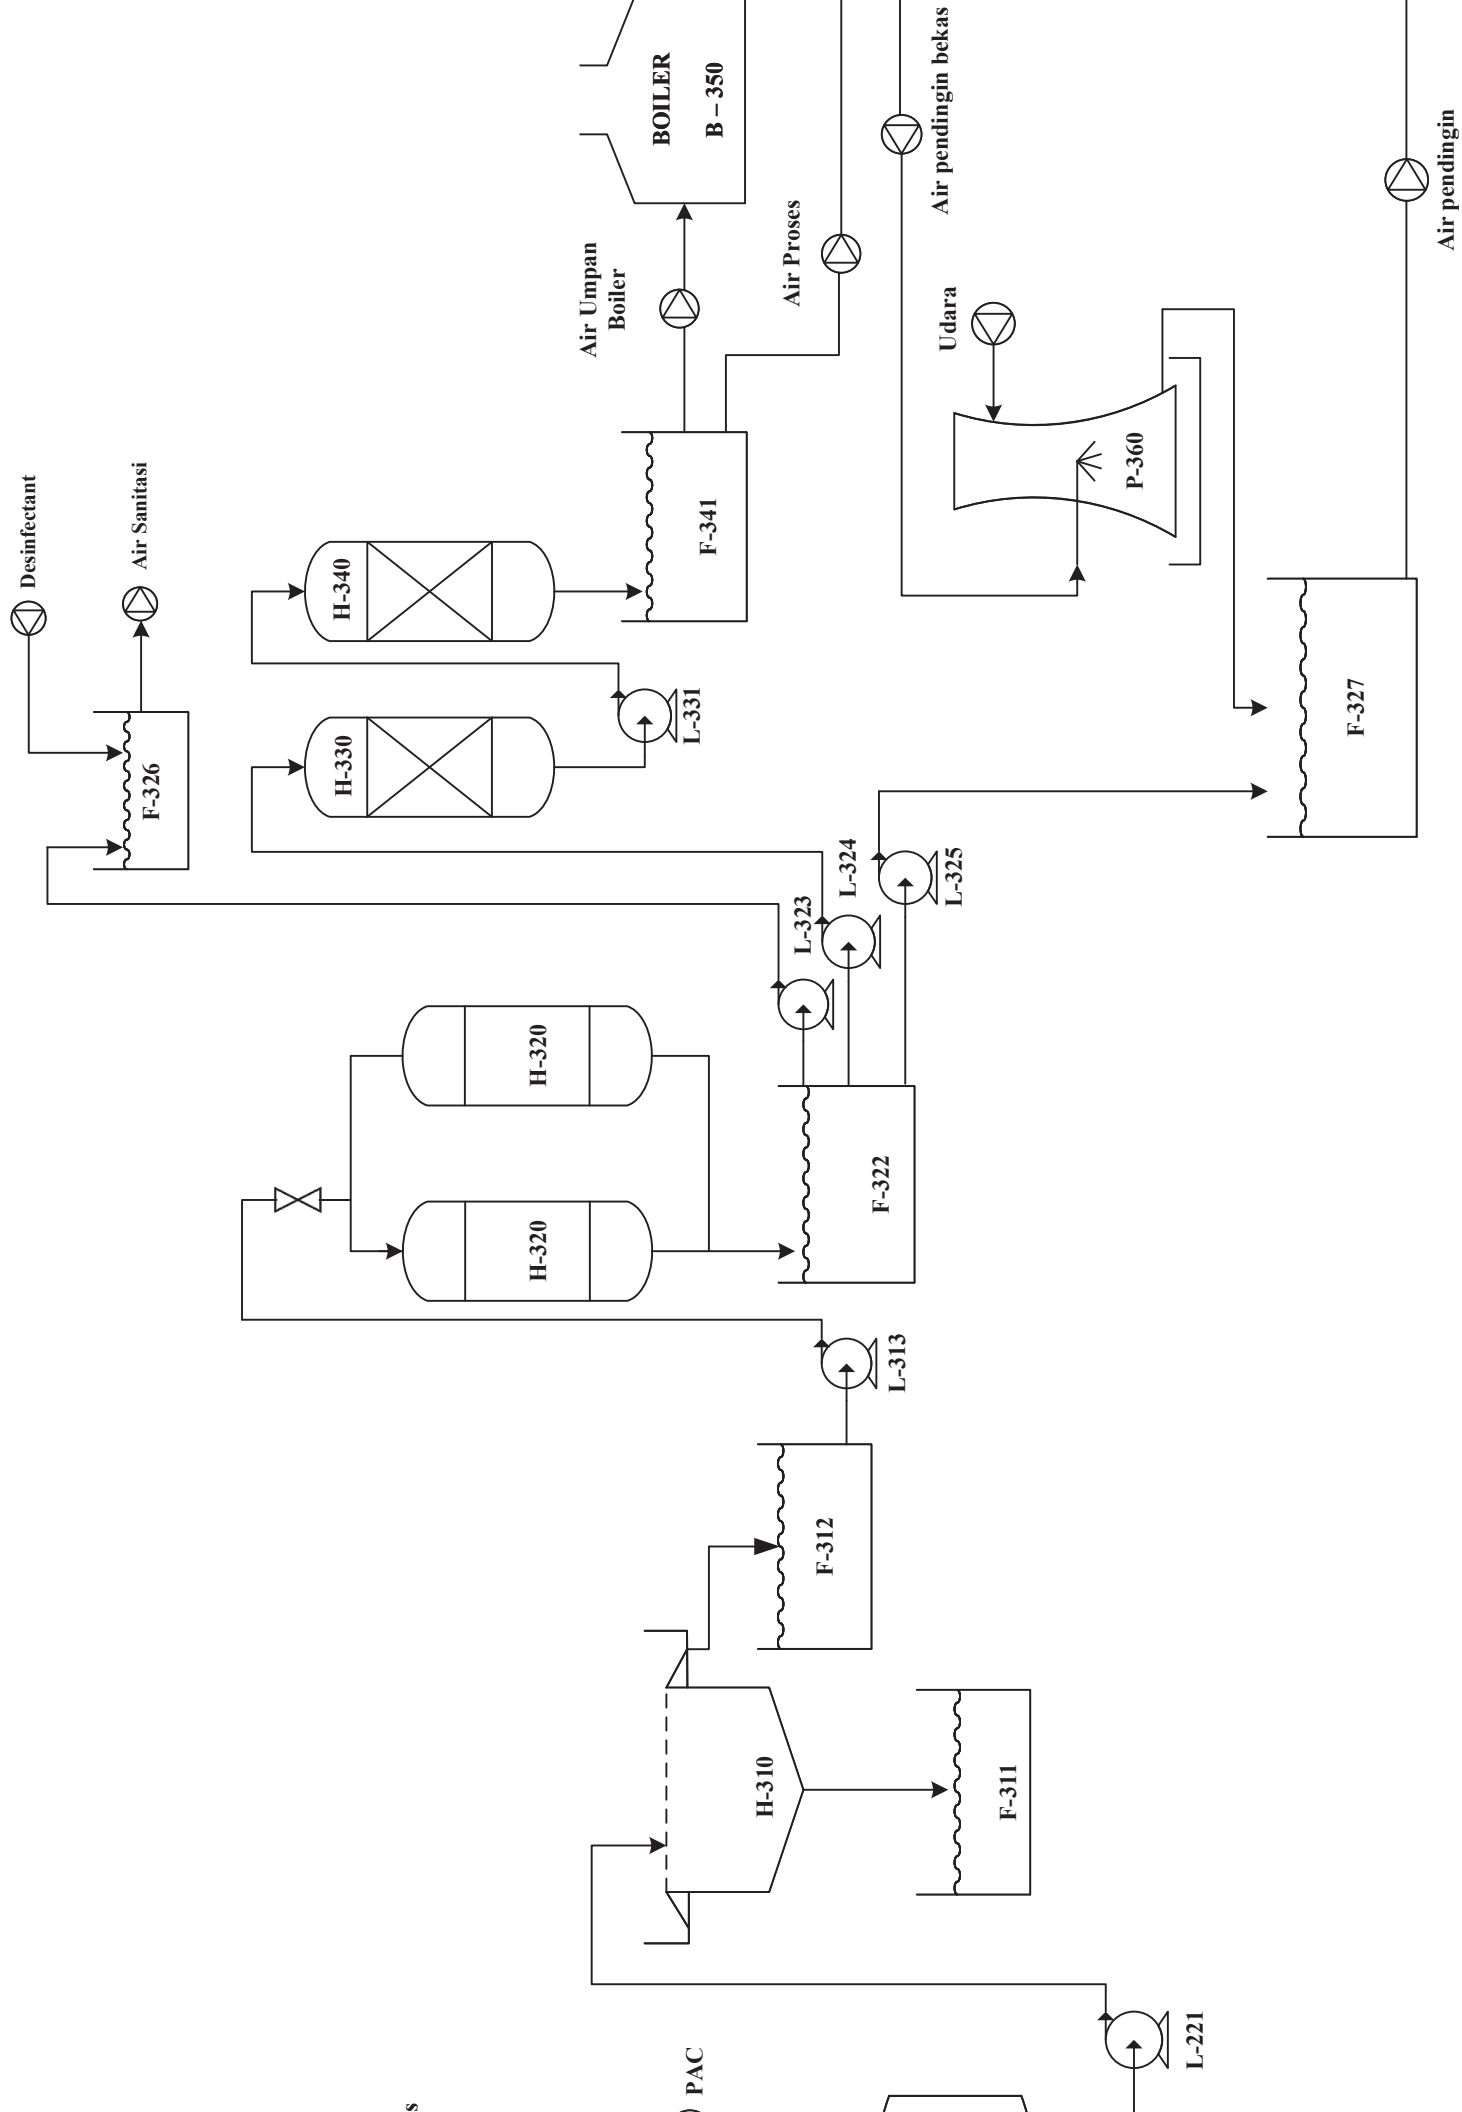 Desinfectant
Air Sanitasi
F-326
H-340
H-330
L-331
F-341
Air Umpan
Boiler
BOILER
B – 350
Air Proses
Air pendingin bekas
Udara
P-360
Air pendingin
F-327
L-323
L-324
L-325
H-320
H-320
F-322
L-313
F-312
H-310
F-311
L-221
PAC
s